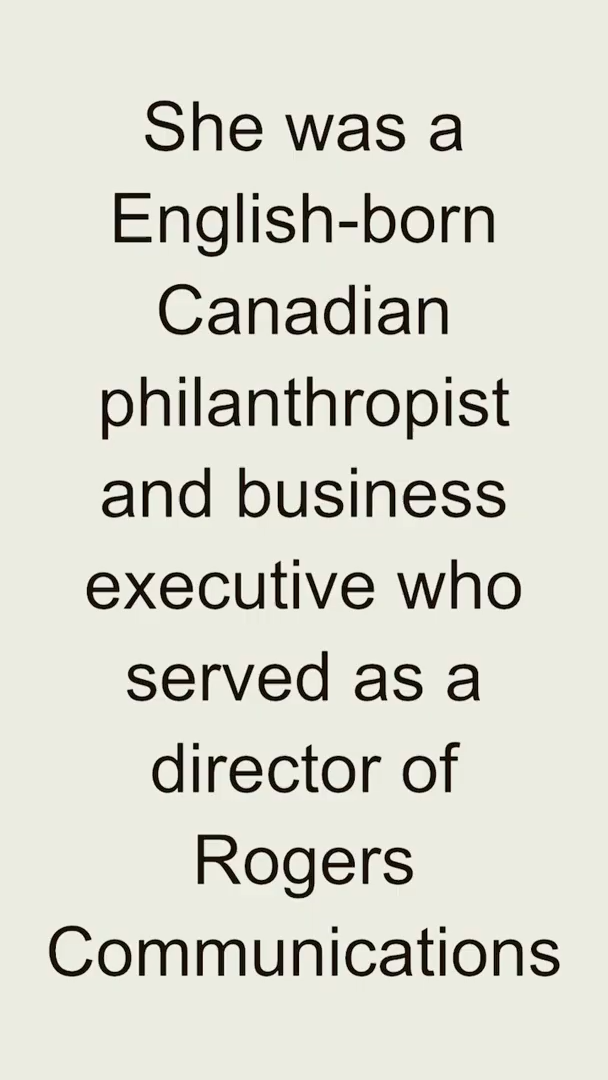 She was a
English-born
Canadian
philanthropist
and business
executive who
served as a
director of
Rogers
Communications